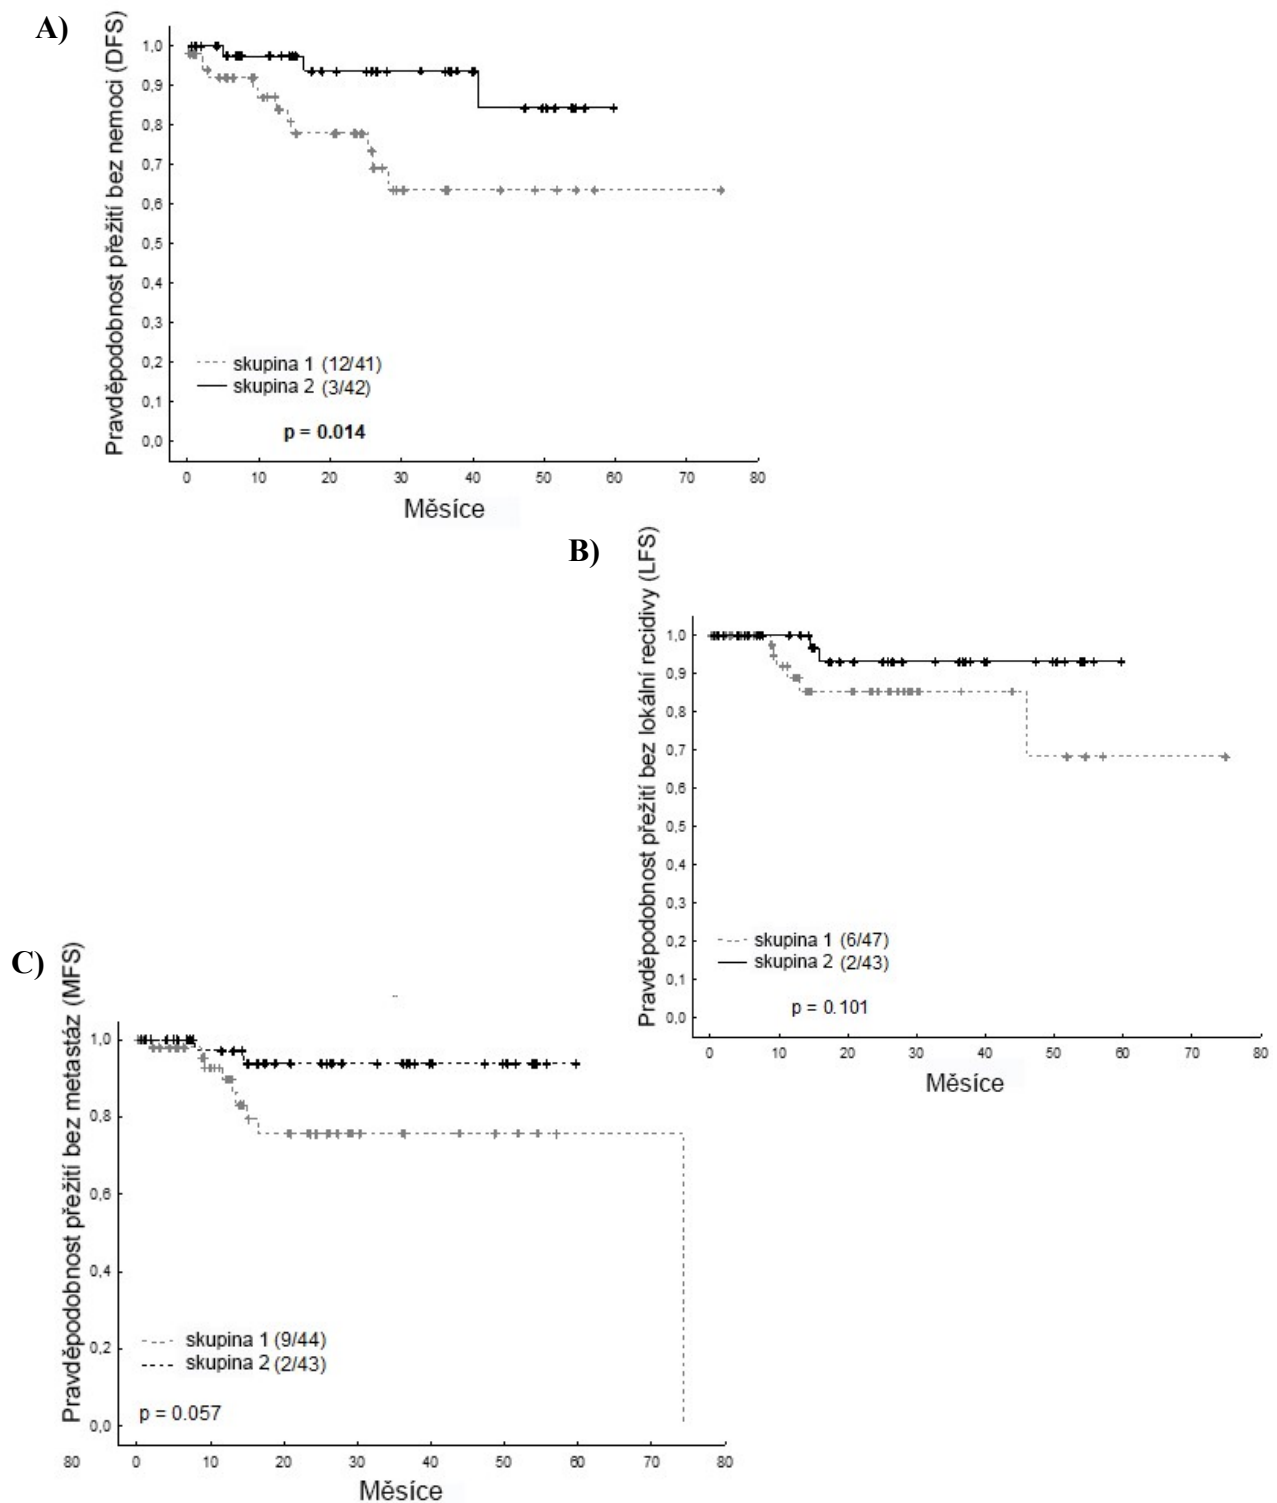 A)
Pravděpodobnost přežití bez nemoci (DFS)
1,0
0,9
0,8
0,7
0,6
0,5
0,4
0,3
0,2
0,1
0,0
skupina 1 (12/41)
skupina 2 (3/42)
p = 0.014
0 10 20 30 40 50 60 70 80
Měsíce
B)
Pravděpodobnost přežití bez lokální recidivy (LFS)
1,0
0,9
0,8
0,7
0,6
0,5
0,4
0,3
0,2
0,1
0,0
skupina 1 (6/47)
skupina 2 (2/43)
p = 0.101
0 10 20 30 40 50 60 70 80
Měsíce
C)
Pravděpodobnost přežití bez metastáz (MFS)
1,0
0,8
0,6
0,4
0,2
0,0
skupina 1 (9/44)
skupina 2 (2/43)
p = 0.057
80 0 10 20 30 40 50 60 70 80
Měsíce